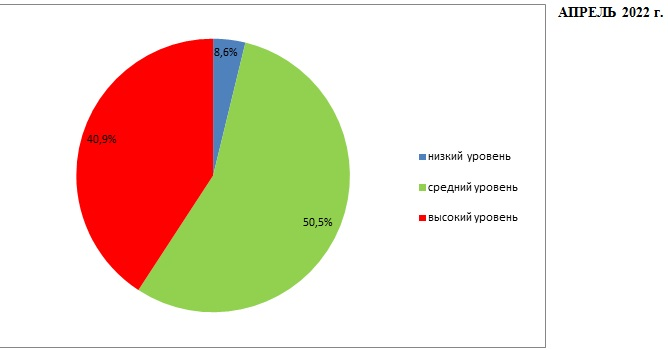 АПРЕЛЬ 2022 г.
8,6%
40,9%
50,5%
низкий уровень
средний уровень
высокий уровень